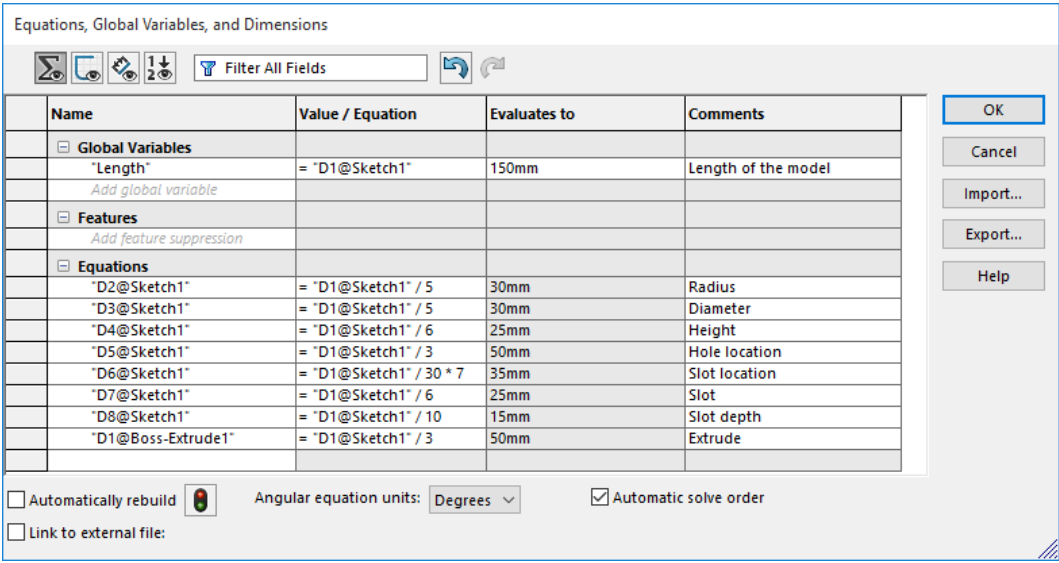 Equations, Global Variables, and Dimensions
Filter All Fields
Name Value / Equation Evaluates to Comments
Global Variables
"Length" = "D1@Sketch1" 150mm Length of the model
Add global variable
Features
Add feature suppression
Equations
"D2@Sketch1" = "D1@Sketch1" / 5 30mm Radius
"D3@Sketch1" = "D1@Sketch1" / 5 30mm Diameter
"D4@Sketch1" = "D1@Sketch1" / 6 25mm Height
"D5@Sketch1" = "D1@Sketch1" / 3 50mm Hole location
"D6@Sketch1" = "D1@Sketch1" / 30 * 7 35mm Slot location
"D7@Sketch1" = "D1@Sketch1" / 6 25mm Slot
"D8@Sketch1" = "D1@Sketch1" / 10 15mm Slot depth
"D1@Boss-Extrude1" = "D1@Sketch1" / 3 50mm Extrude
OK
Cancel
Import...
Export...
Help
Automatically rebuild Angular equation units: Degrees Automatic solve order
Link to external file: